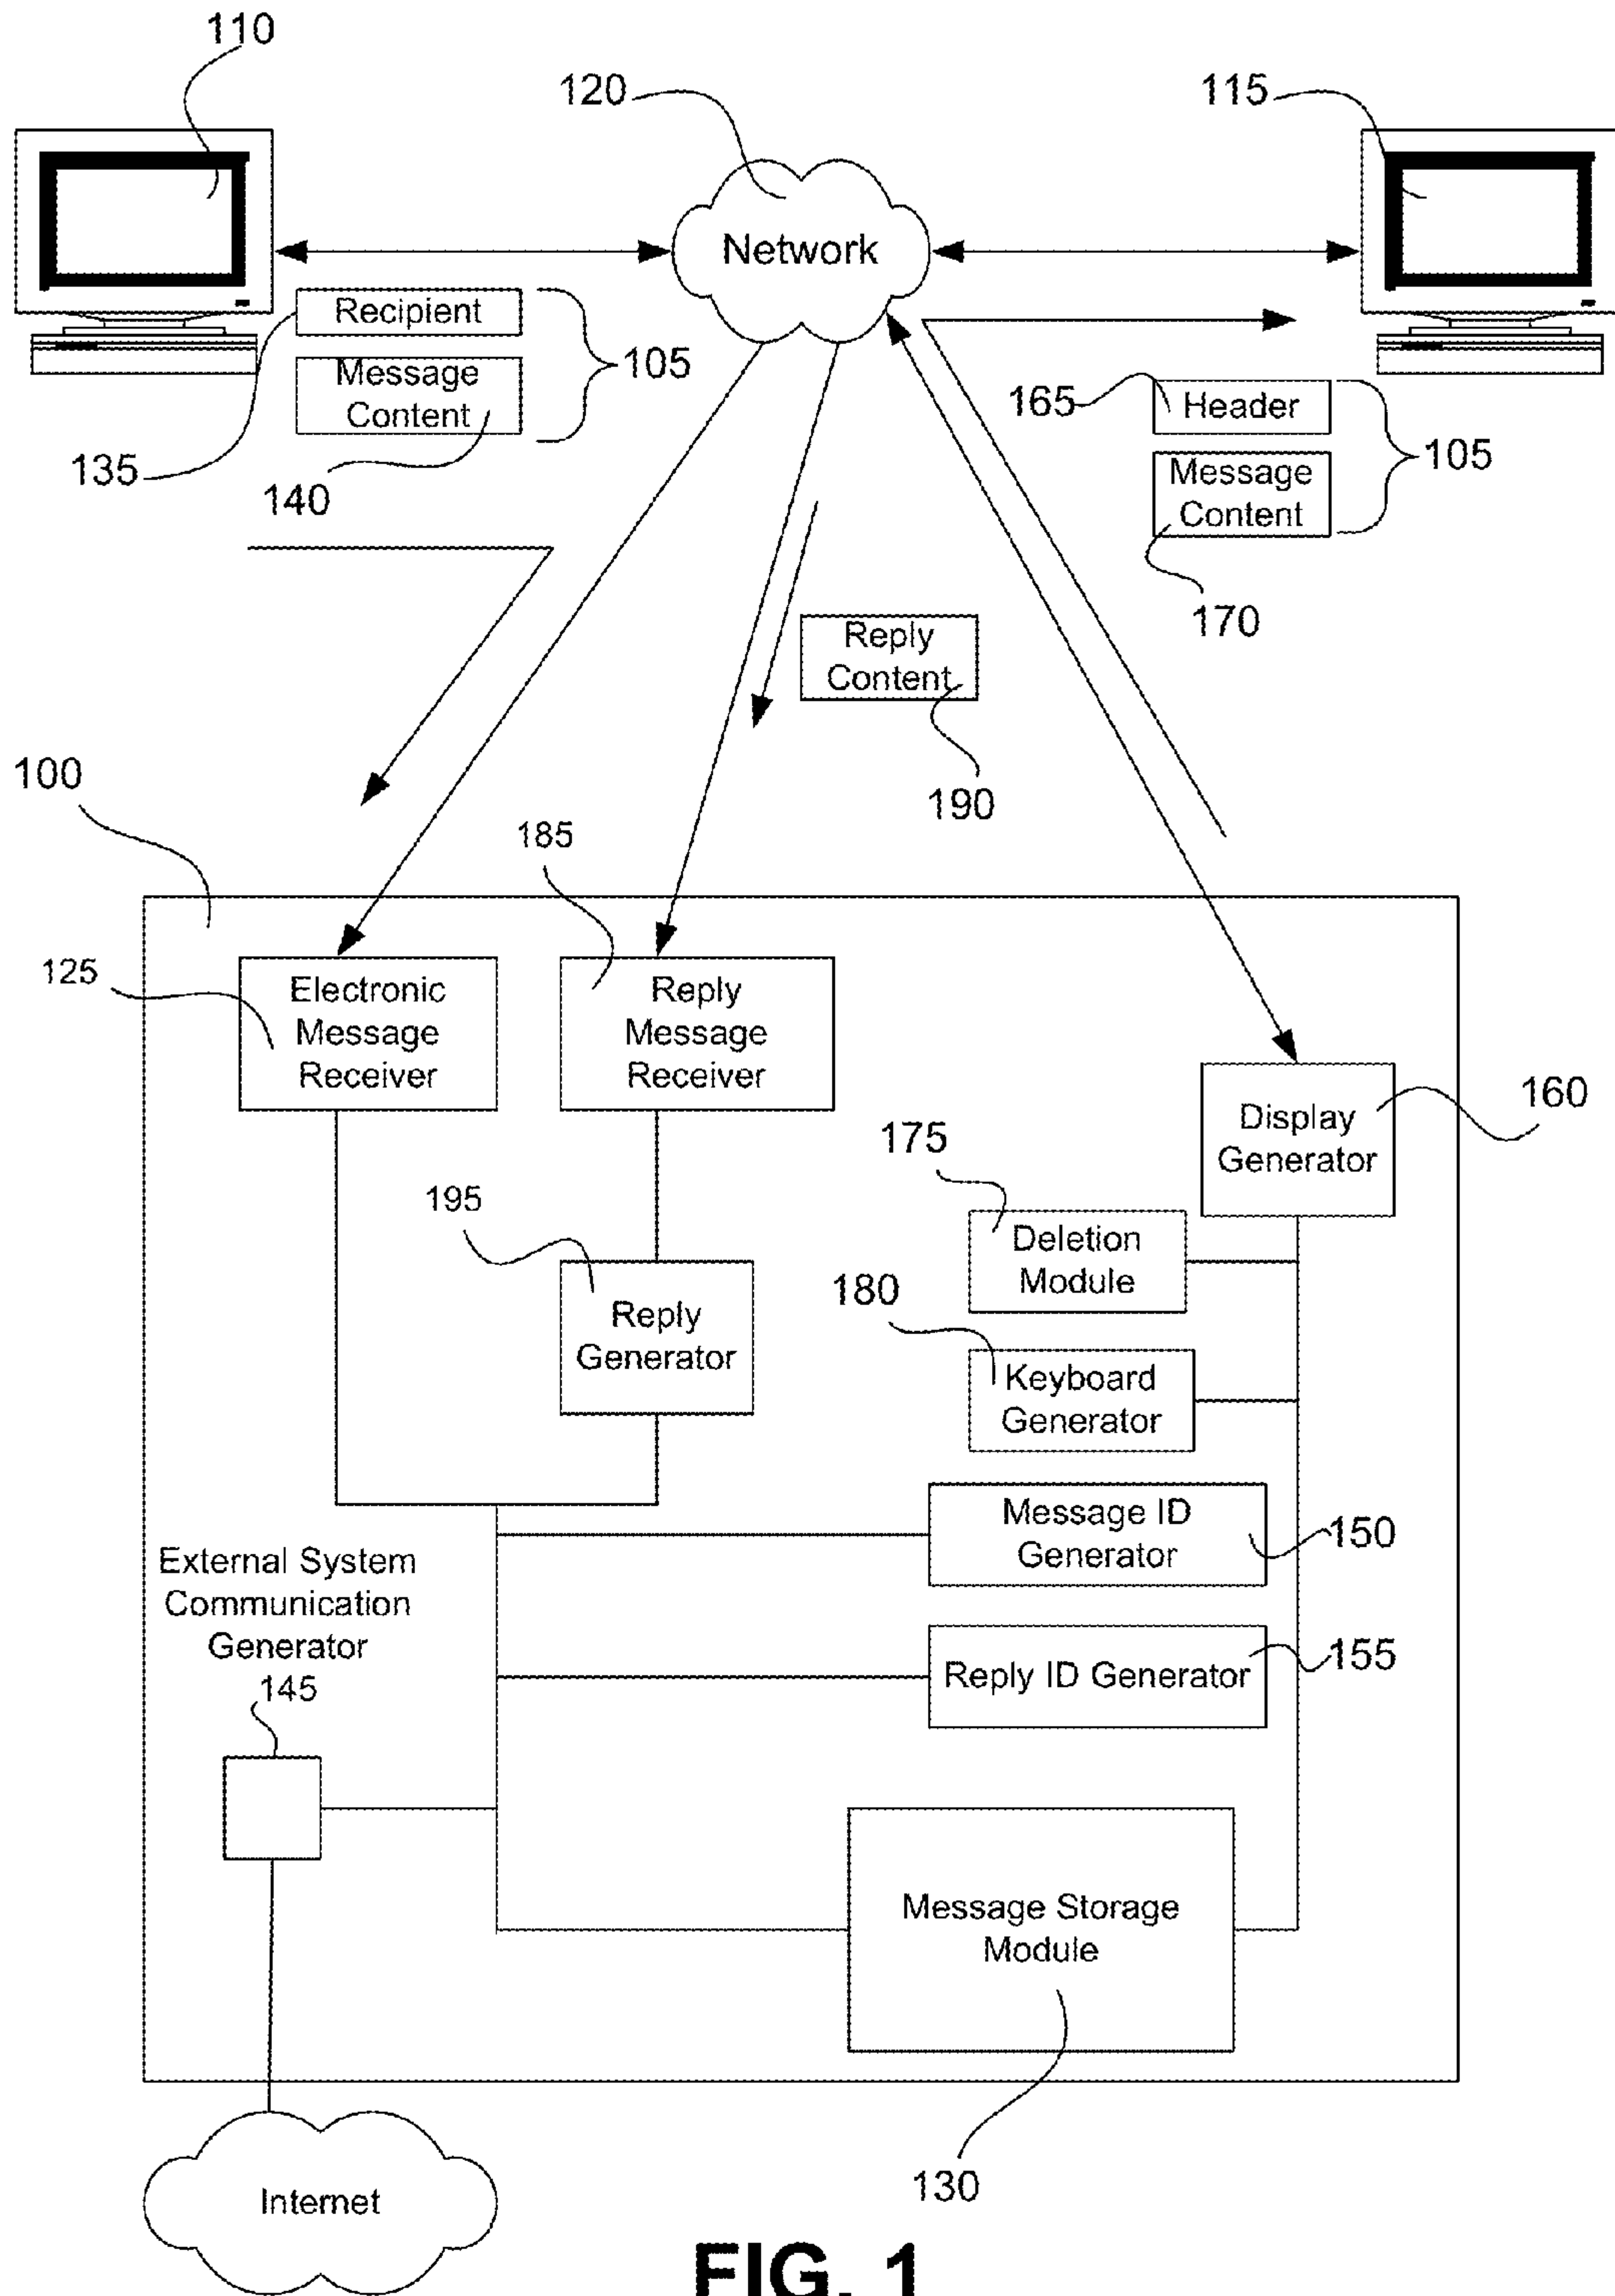 110
120
115
Network
Recipient
105
Message
Content
135
140
165
Header
Message
Content
105
170
Reply
Content
190
100
185
125
Electronic
Message
Receiver
Reply
Message
Receiver
160
Display
Generator
175
195
Deletion
Module
180
Reply
Generator
Keyboard
Generator
Message ID
Generator
150
External System
Communication
Generator
145
Reply ID Generator
155
Message Storage
Module
130
Internet
FIG. 1